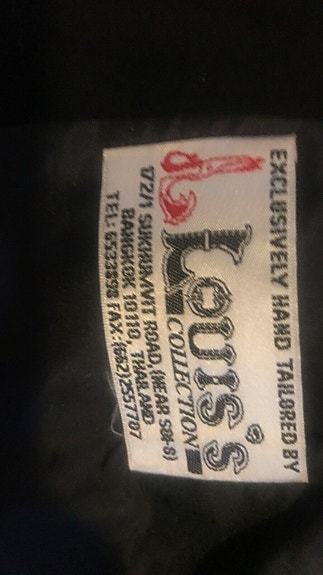 EXCLUSIVELY HAND TAILORED BY
LOUIS'S
COLLECTION
172/1 SUKHUMVIT ROAD, (NEAR SOI-8)
BANGKOK 10110, THAILAND
TEL: 6533898 FAX: (662)2557707